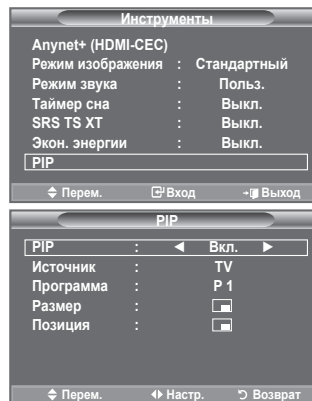 Инструменты
Anynet+ (HDMI-CEC)
Режим изображения : Стандартный
Режим звука : Польз.
Таймер сна : Выкл.
SRS TS XT : Выкл.
Экон. энергии : Выкл.
PIP
Перем. Вход Выход
PIP
PIP : ◄ Вкл. ►
Источник : TV
Программа : P 1
Размер :
Позиция :
Перем. Настр. Возврат